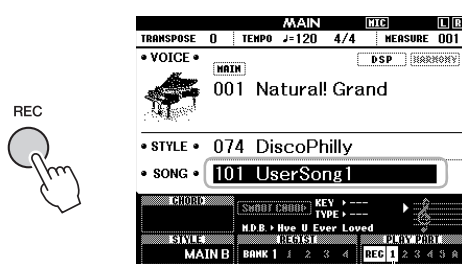 MAIN MIC L R
TRANSPOSE 0 TEMPO ♩=120 4/4 MEASURE 001
• VOICE • DSP HARMONY
MAIN
001 Natural! Grand
REC
• STYLE • 074 DiscoPhilly
• SONG • 101 UserSong1
CHORD SMART CHORD KEY ---
TYPE ---
M.D.B. Hve U Ever Loved
STYLE REGIST PLAY PART
MAIN B BANK 1 1 2 3 4 REC 1 2 3 4 5 A